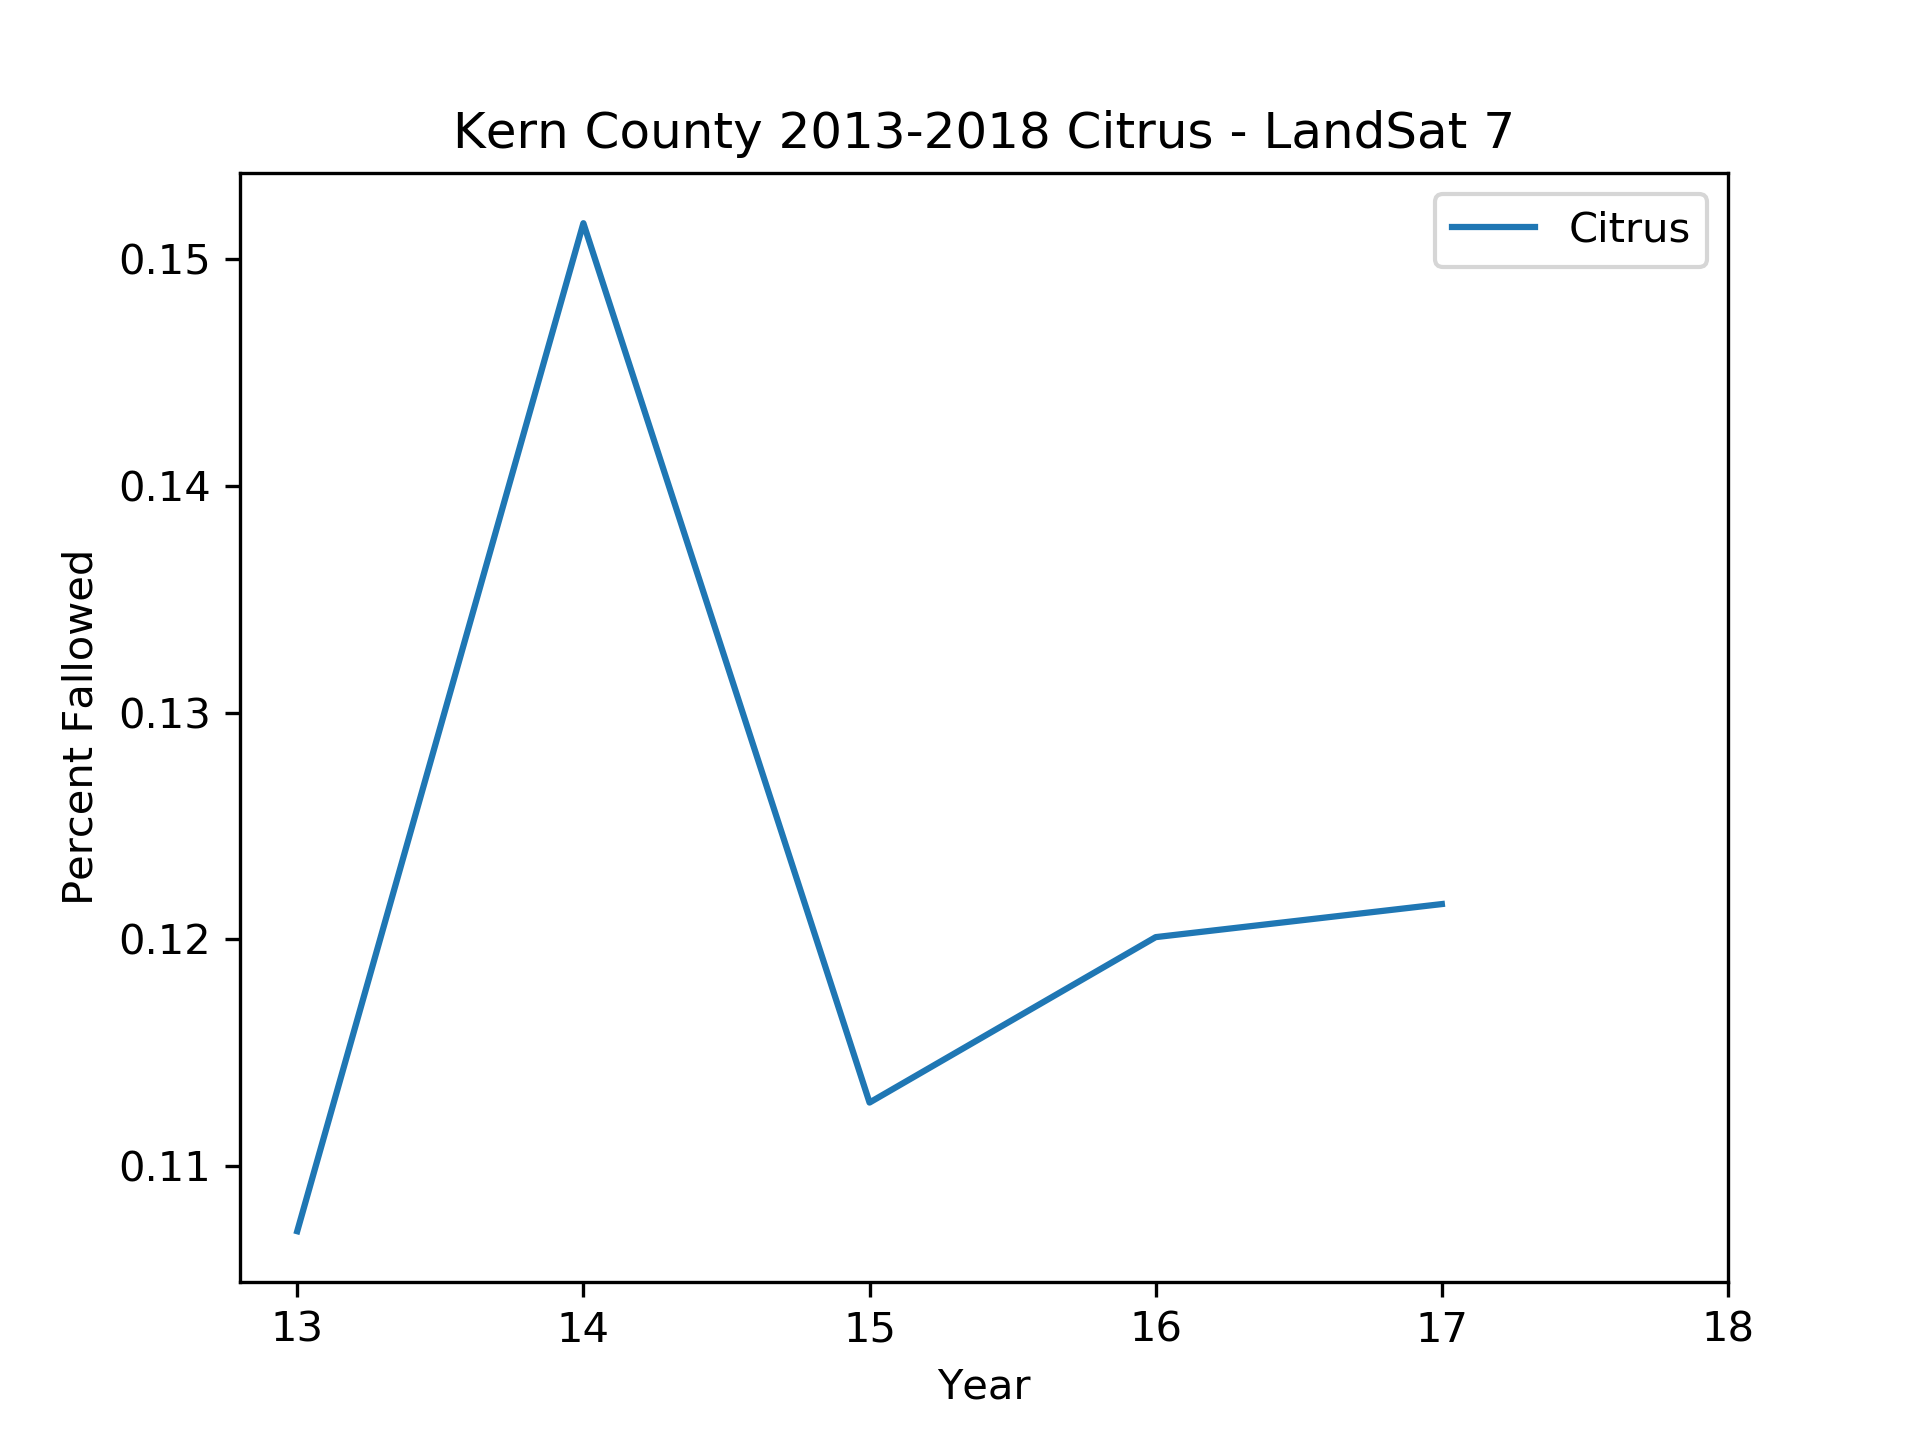 Kern County 2013-2018 Citrus - LandSat 7
Citrus
0.15
0.14
0.13
0.12
0.11
Percent Fallowed
13 14 15 16 17 18
Year